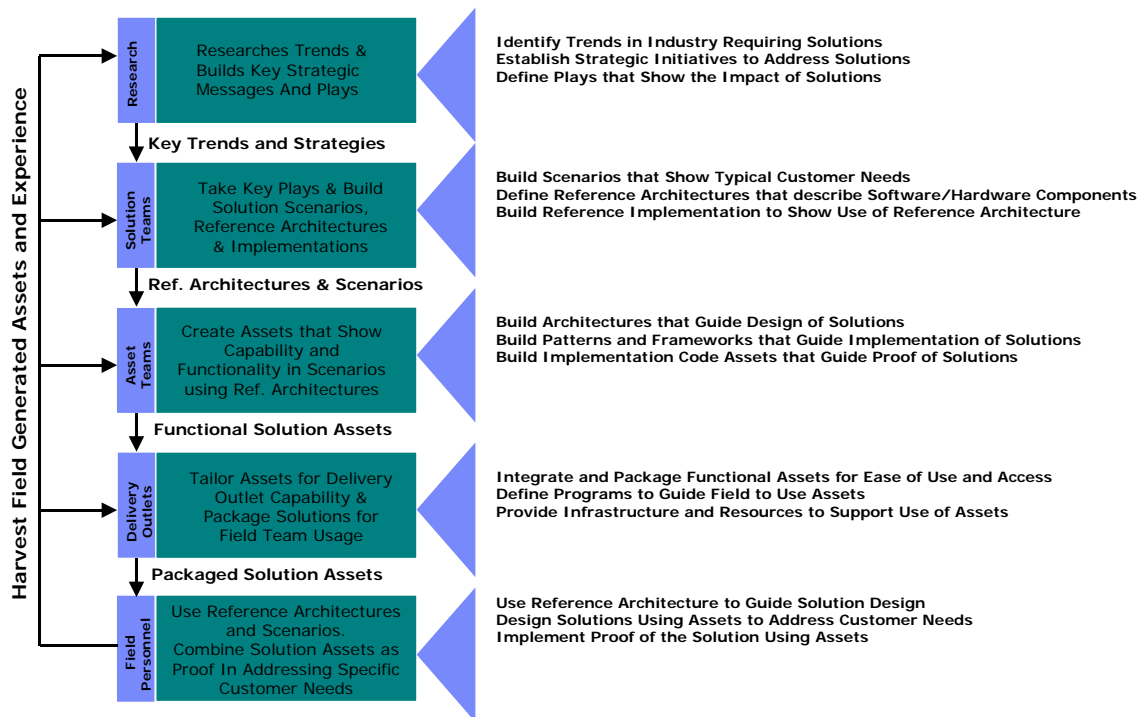 Harvest Field Generated Assets and Experience
Research
Researches Trends &
Builds Key Strategic
Messages And Plays
Identify Trends in Industry Requiring Solutions
Establish Strategic Initiatives to Address Solutions
Define Plays that Show the Impact of Solutions
Key Trends and Strategies
Solution
Teams
Take Key Plays & Build
Solution Scenarios,
Reference Architectures
& Implementations
Build Scenarios that Show Typical Customer Needs
Define Reference Architectures that describe Software/Hardware Components
Build Reference Implementation to Show Use of Reference Architecture
Ref. Architectures & Scenarios
Asset
Teams
Create Assets that Show
Capability and
Functionality in Scenarios
using Ref. Architectures
Build Architectures that Guide Design of Solutions
Build Patterns and Frameworks that Guide Implementation of Solutions
Build Implementation Code Assets that Guide Proof of Solutions
Functional Solution Assets
Delivery
Outlets
Tailor Assets for Delivery
Outlet Capability &
Package Solutions for
Field Team Usage
Integrate and Package Functional Assets for Ease of Use and Access
Define Programs to Guide Field to Use Assets
Provide Infrastructure and Resources to Support Use of Assets
Packaged Solution Assets
Field
Personnel
Use Reference Architectures
and Scenarios.
Combine Solution Assets as
Proof In Addressing Specific
Customer Needs
Use Reference Architecture to Guide Solution Design
Design Solutions Using Assets to Address Customer Needs
Implement Proof of the Solution Using Assets